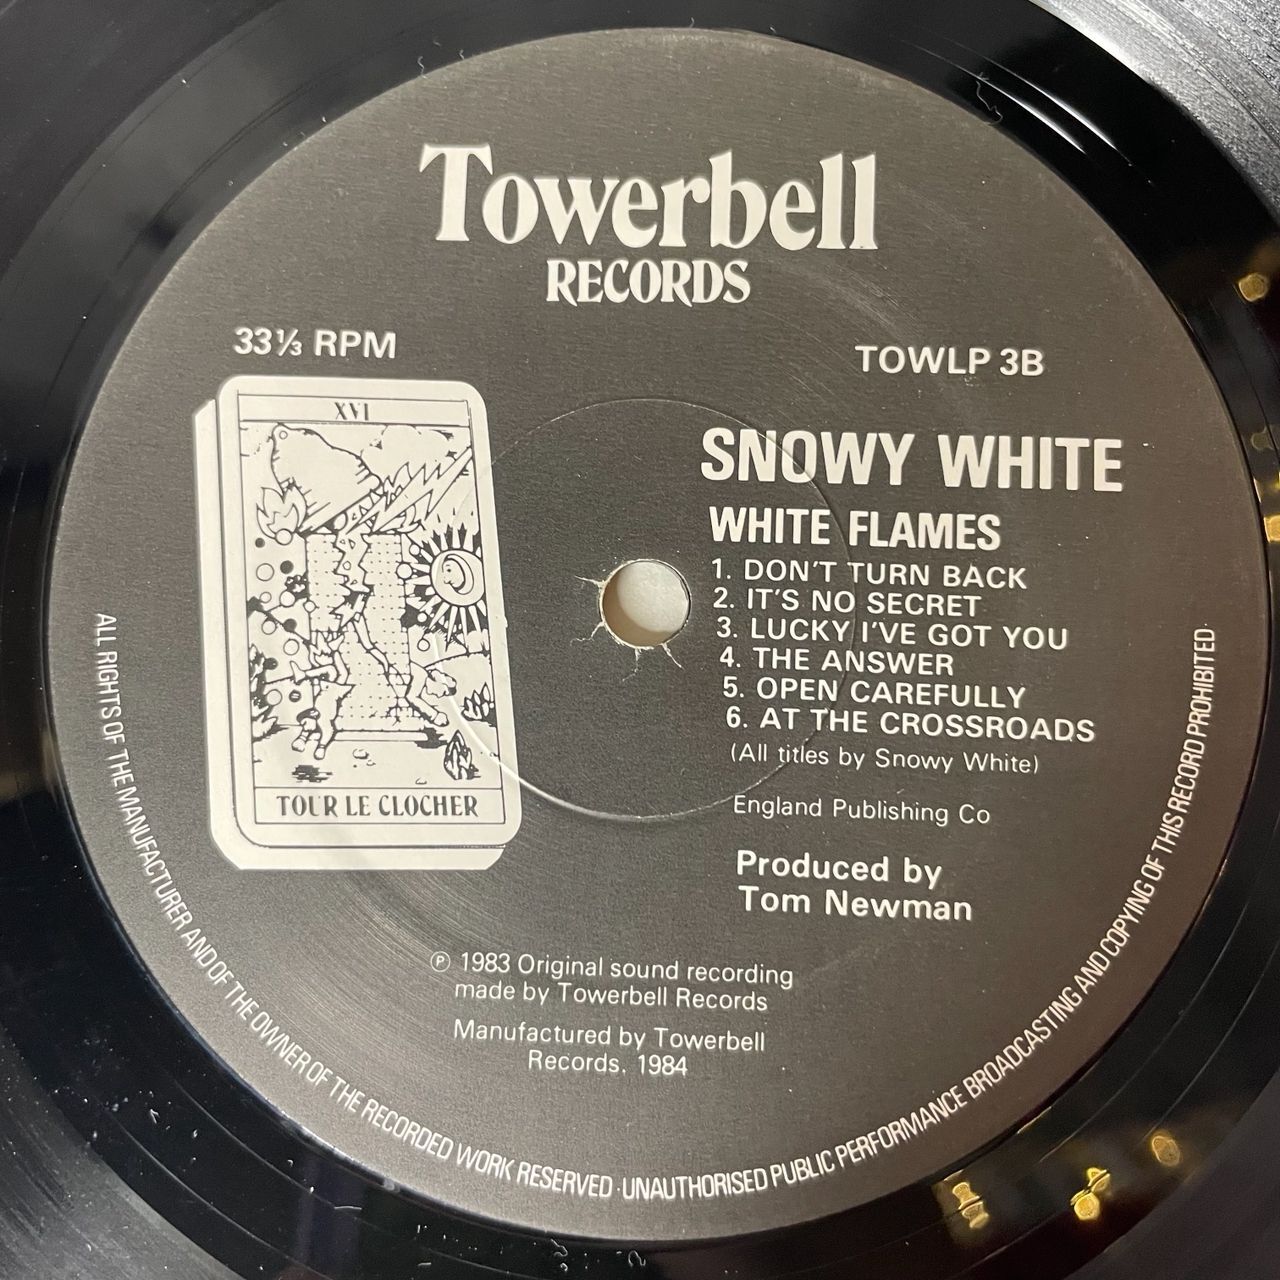 Towerbell
RECORDS
33⅓ RPM
TOWLP 3B
XVI
TOUR LE CLOCHER
SNOWY WHITE
WHITE FLAMES
1. DON'T TURN BACK
2. IT'S NO SECRET
3. LUCKY I'VE GOT YOU
4. THE ANSWER
5. OPEN CAREFULLY
6. AT THE CROSSROADS
(All titles by Snowy White)
England Publishing Co
Produced by
Tom Newman
℗ 1983 Original sound recording
made by Towerbell Records
Manufactured by Towerbell
Records. 1984
ALL RIGHTS OF THE MANUFACTURER AND OF THE OWNER OF THE RECORDED WORK RESERVED · UNAUTHORISED PUBLIC PERFORMANCE BROADCASTING AND COPYING OF THIS RECORD PROHIBITED.